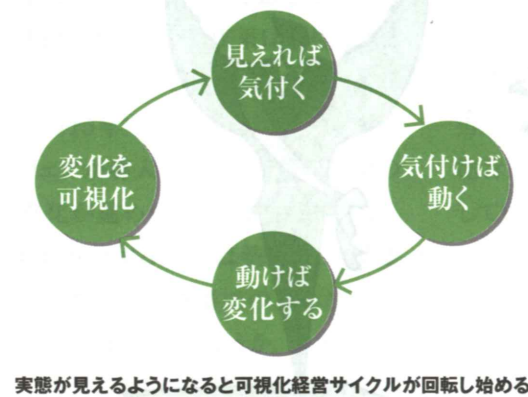 見えれば
気付く
気付けば
動く
動けば
変化する
変化を
可視化
実態が見えるようになると可視化経営サイクルが回転し始める